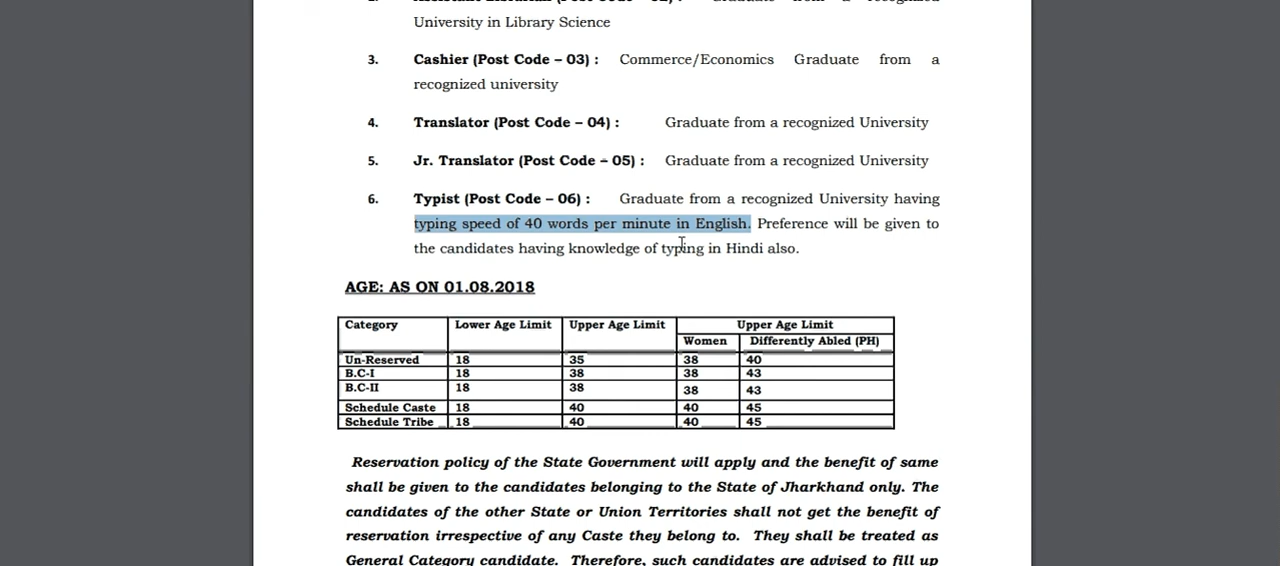 University in Library Science
3. Cashier (Post Code – 03) : Commerce/Economics Graduate from a
recognized university
4. Translator (Post Code – 04) : Graduate from a recognized University
5. Jr. Translator (Post Code – 05) : Graduate from a recognized University
6. Typist (Post Code – 06) : Graduate from a recognized University having
typing speed of 40 words per minute in English. Preference will be given to
the candidates having knowledge of typing in Hindi also.
AGE: AS ON 01.08.2018
Category Lower Age Limit Upper Age Limit Upper Age Limit
Women Differently Abled (PH)
Un-Reserved 18 35 38 40
B.C-I 18 38 38 43
B.C-II 18 38 38 43
Schedule Caste 18 40 40 45
Schedule Tribe 18 40 40 45
Reservation policy of the State Government will apply and the benefit of same
shall be given to the candidates belonging to the State of Jharkhand only. The
candidates of the other State or Union Territories shall not get the benefit of
reservation irrespective of any Caste they belong to. They shall be treated as
General Category candidate. Therefore, such candidates are advised to fill up